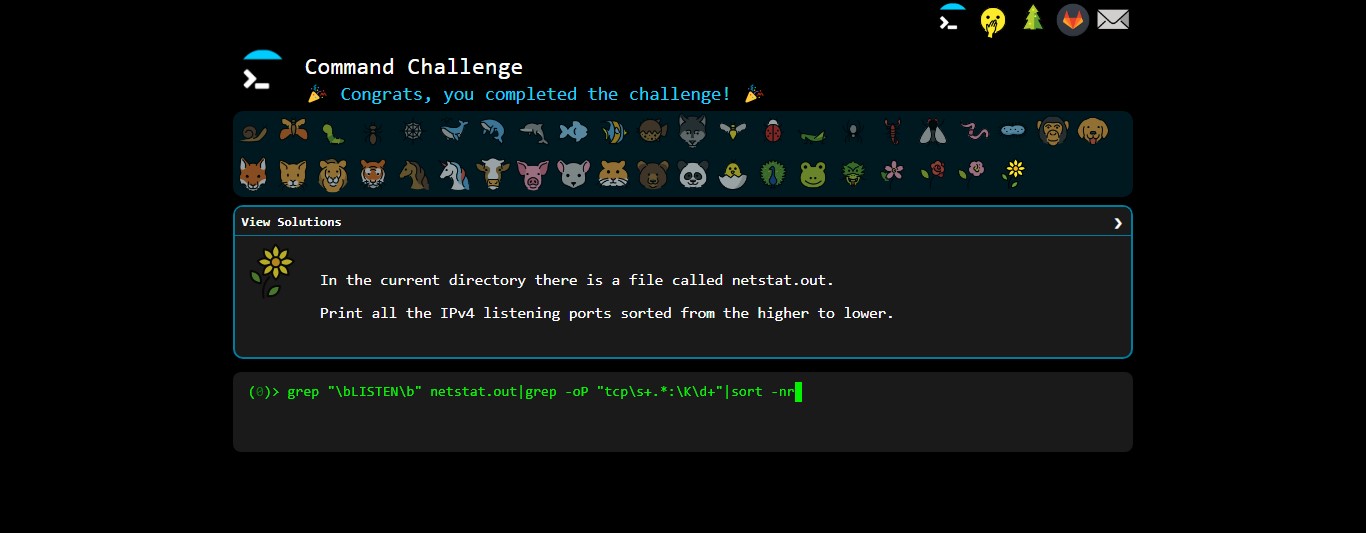 Command Challenge
Congrats, you completed the challenge!
View Solutions
In the current directory there is a file called netstat.out.
Print all the IPv4 listening ports sorted from the higher to lower.
(0)> grep "\bLISTEN\b" netstat.out|grep -oP "tcp\s+.*:\K\d+"|sort -nr